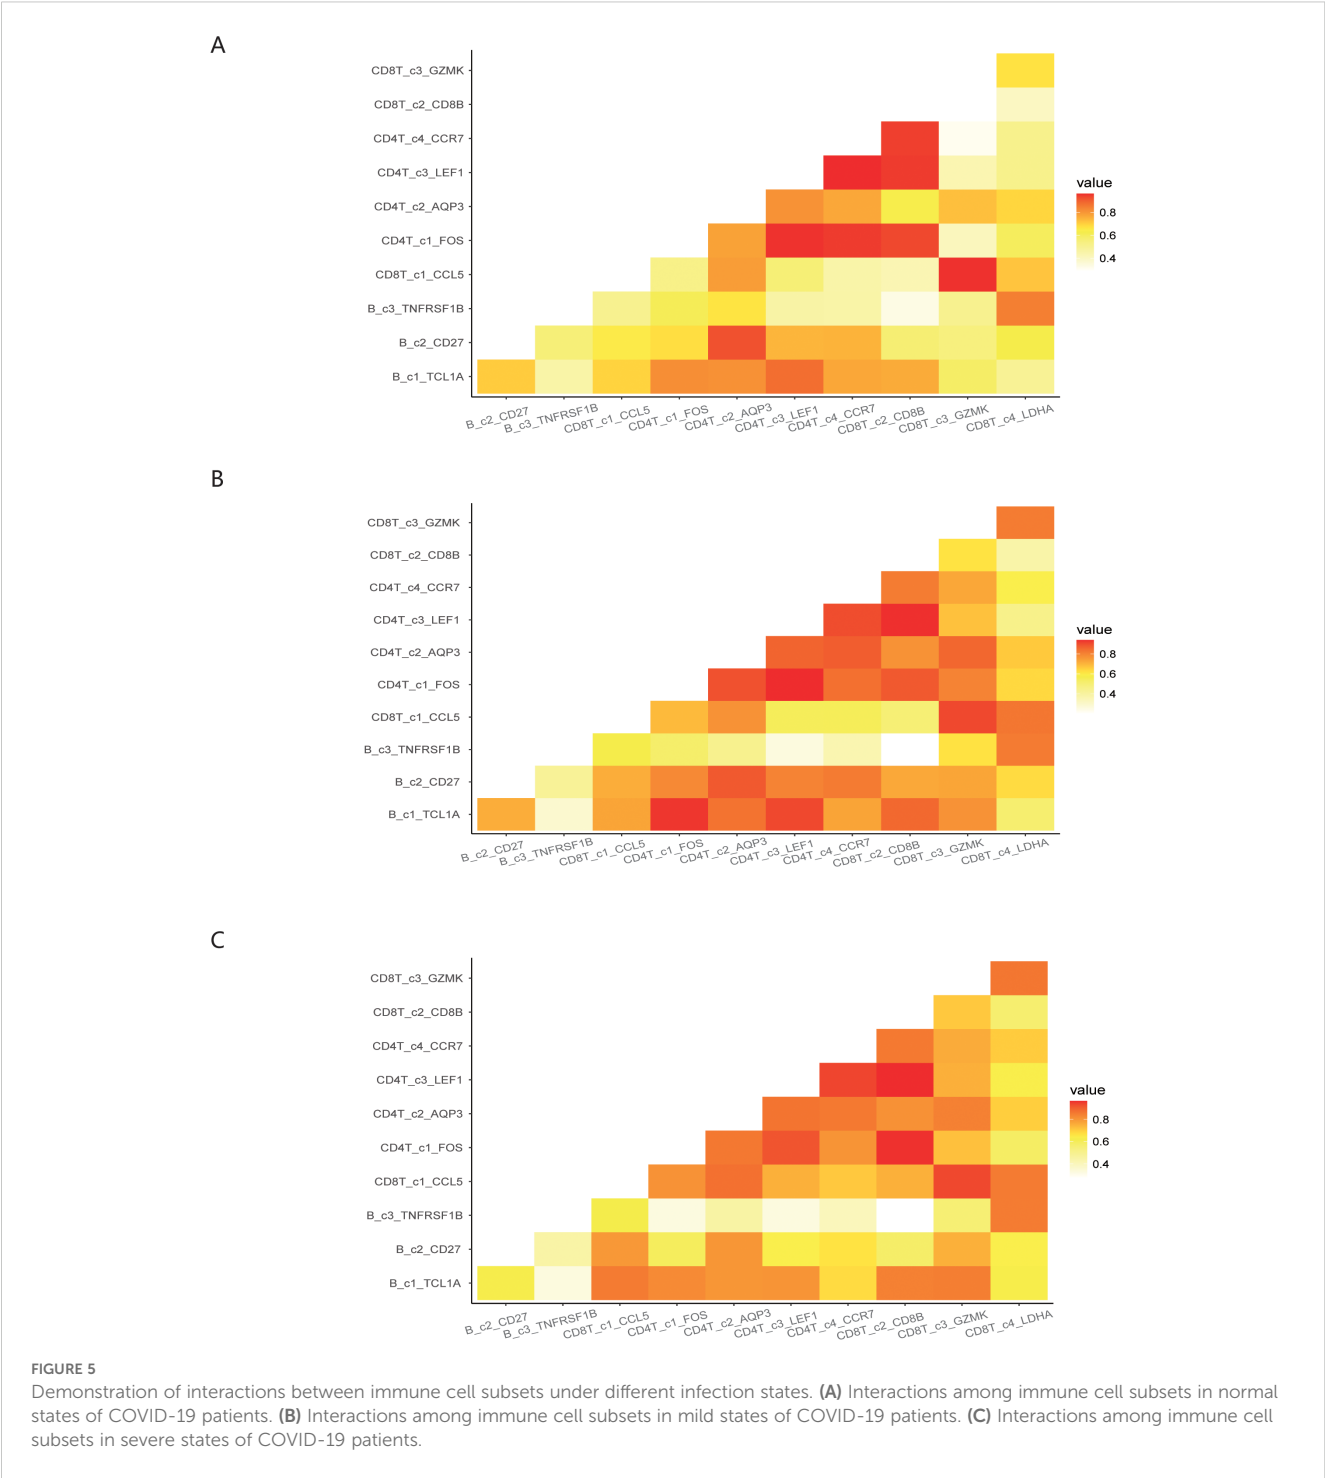 A
CD8T_c3_GZMK
CD8T_c2_CD8B
CD4T_c4_CCR7
CD4T_c3_LEF1
CD4T_c2_AQP3
CD4T_c1_FOS
CD8T_c1_CCL5
B_c3_TNFRSF1B
B_c2_CD27
B_c1_TCL1A
B_c2_CD27
B_c3_TNFRSF1B
CD8T_c1_CCL5
CD4T_c1_FOS
CD4T_c2_AQP3
CD4T_c3_LEF1
CD4T_c4_CCR7
CD8T_c2_CD8B
CD8T_c3_GZMK
CD8T_c4_LDHA
value
0.8
0.6
0.4
B
CD8T_c3_GZMK
CD8T_c2_CD8B
CD4T_c4_CCR7
CD4T_c3_LEF1
CD4T_c2_AQP3
CD4T_c1_FOS
CD8T_c1_CCL5
B_c3_TNFRSF1B
B_c2_CD27
B_c1_TCL1A
B_c2_CD27
B_c3_TNFRSF1B
CD8T_c1_CCL5
CD4T_c1_FOS
CD4T_c2_AQP3
CD4T_c3_LEF1
CD4T_c4_CCR7
CD8T_c2_CD8B
CD8T_c3_GZMK
CD8T_c4_LDHA
value
0.8
0.6
0.4
C
CD8T_c3_GZMK
CD8T_c2_CD8B
CD4T_c4_CCR7
CD4T_c3_LEF1
CD4T_c2_AQP3
CD4T_c1_FOS
CD8T_c1_CCL5
B_c3_TNFRSF1B
B_c2_CD27
B_c1_TCL1A
B_c2_CD27
B_c3_TNFRSF1B
CD8T_c1_CCL5
CD4T_c1_FOS
CD4T_c2_AQP3
CD4T_c3_LEF1
CD4T_c4_CCR7
CD8T_c2_CD8B
CD8T_c3_GZMK
CD8T_c4_LDHA
value
0.8
0.6
0.4
FIGURE 5
Demonstration of interactions between immune cell subsets under different infection states. (A) Interactions among immune cell subsets in normal
states of COVID-19 patients. (B) Interactions among immune cell subsets in mild states of COVID-19 patients. (C) Interactions among immune cell
subsets in severe states of COVID-19 patients.